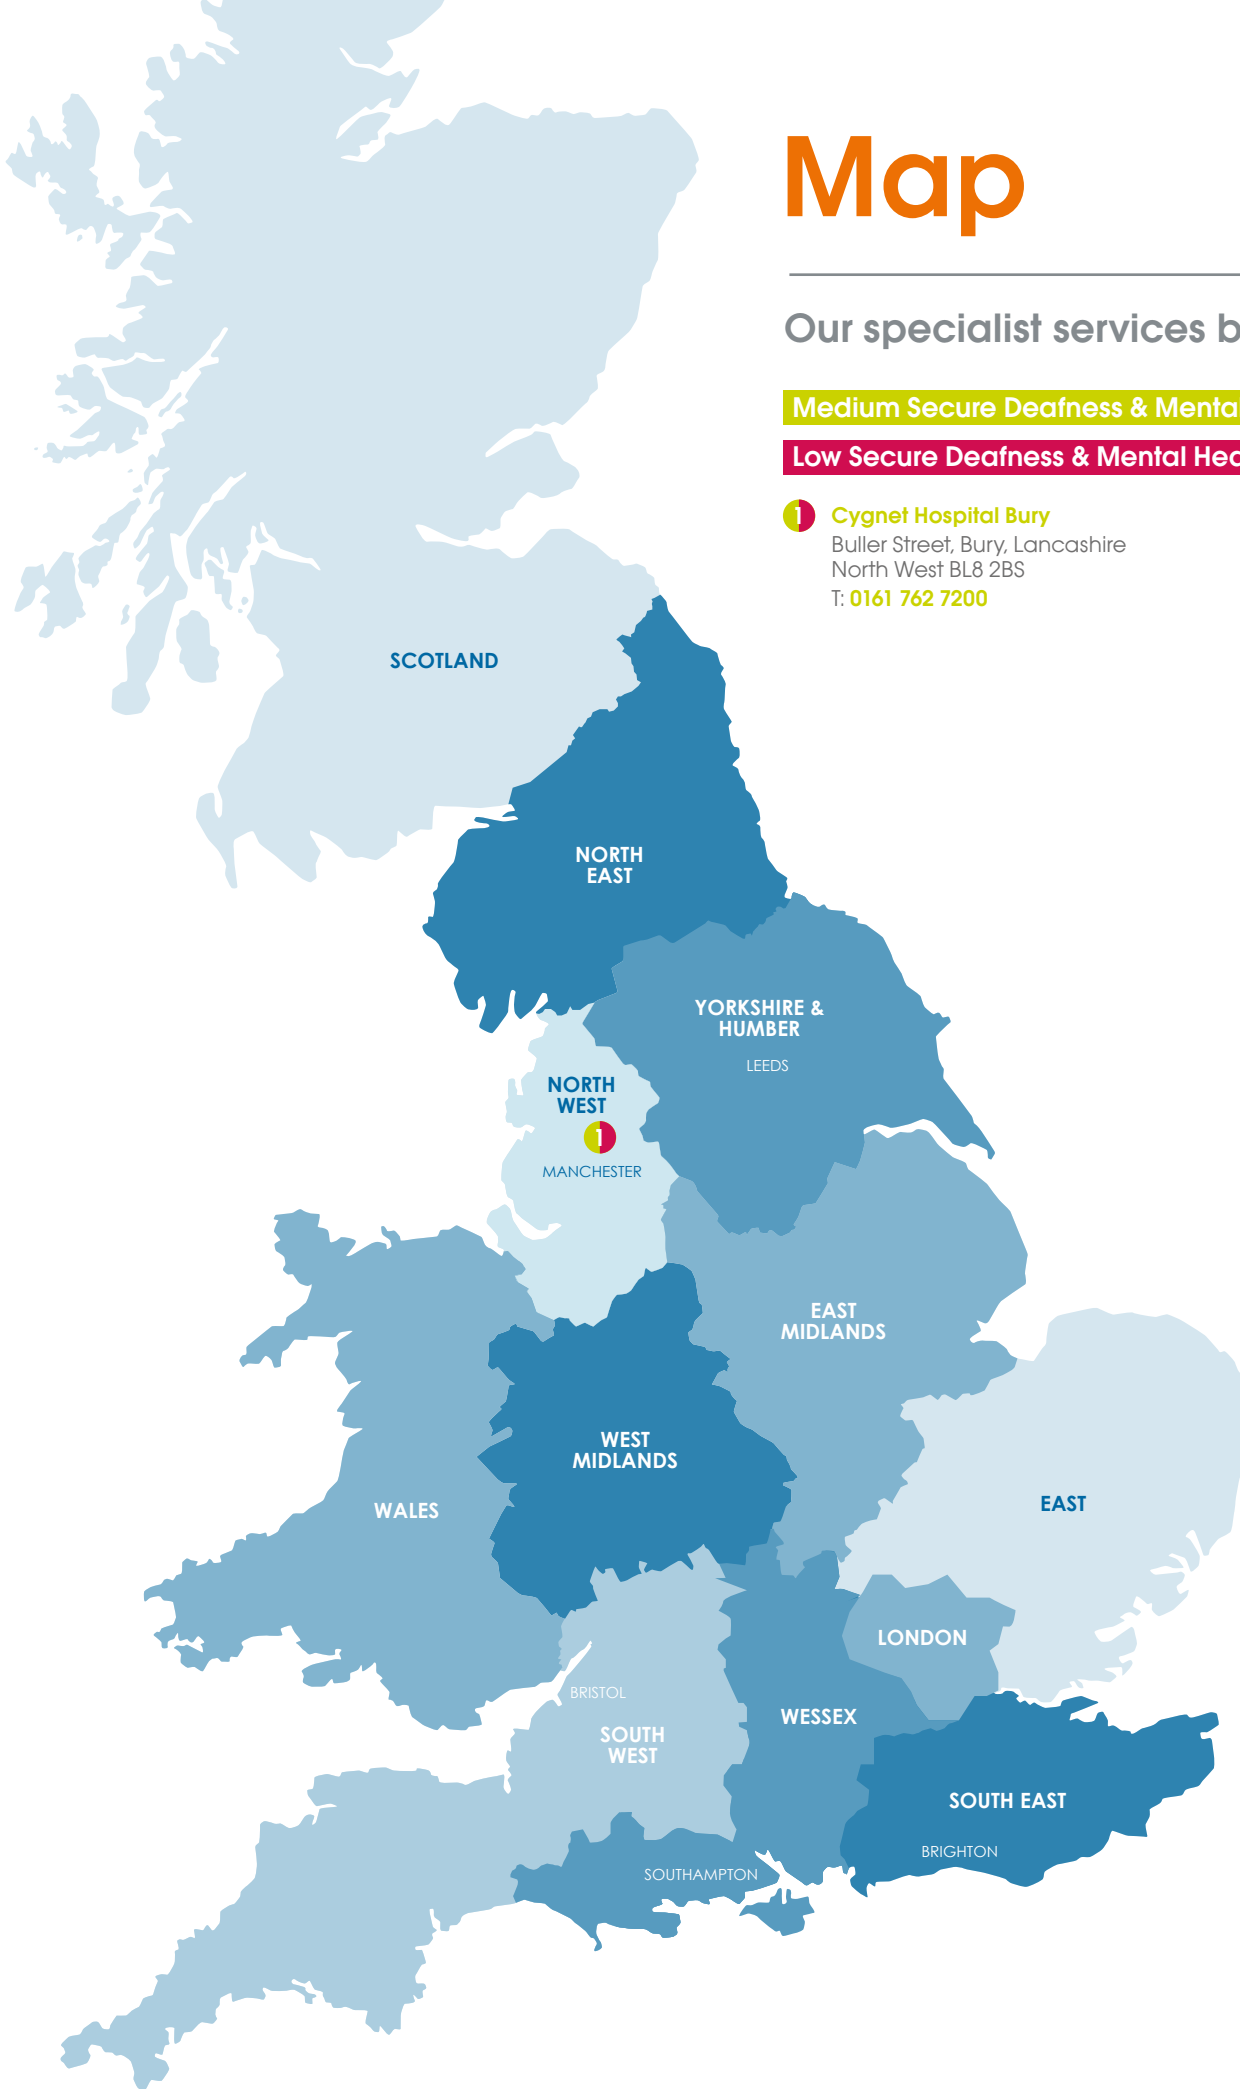 Map
Our specialist services b
Medium Secure Deafness & Menta
Low Secure Deafness & Mental Hea
1 Cygnet Hospital Bury
Buller Street, Bury, Lancashire
North West BL8 2BS
T: 0161 762 7200
SCOTLAND
NORTH
EAST
YORKSHIRE &
HUMBER
LEEDS
NORTH
WEST
1
MANCHESTER
EAST
MIDLANDS
WEST
MIDLANDS
EAST
WALES
LONDON
BRISTOL
WESSEX
SOUTH
WEST
SOUTH EAST
BRIGHTON
SOUTHAMPTON